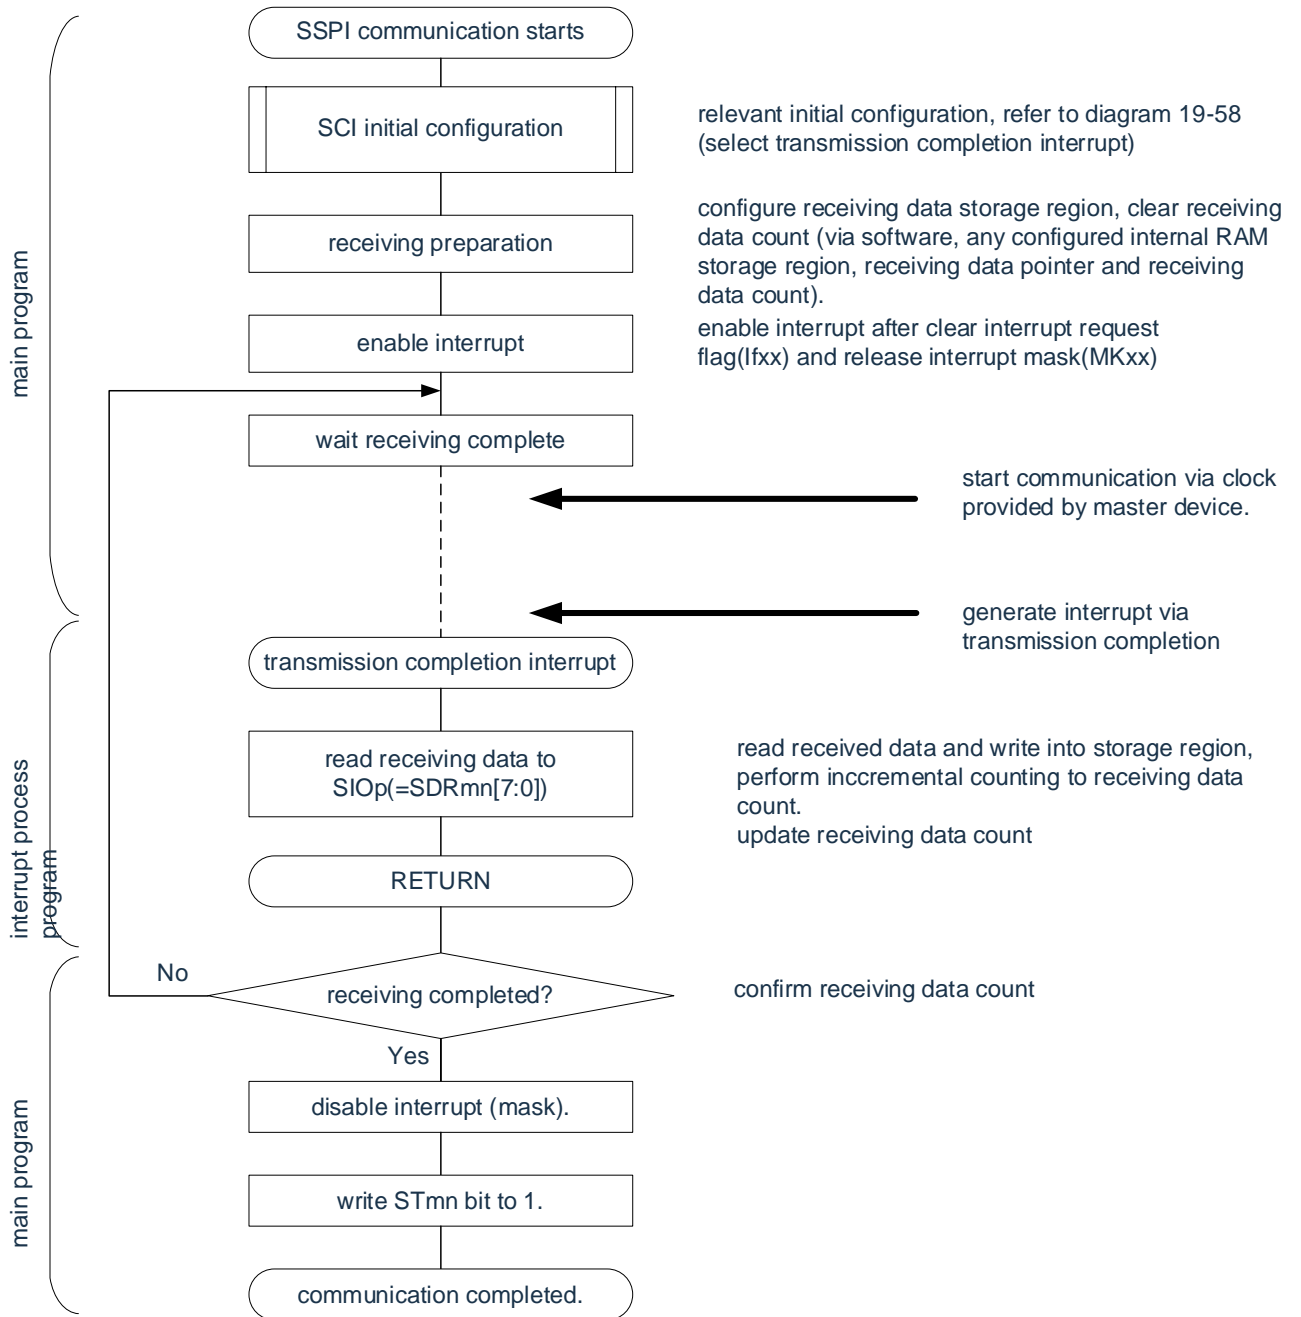 SSPI communication starts
SCI initial configuration
relevant initial configuration, refer to diagram 19-58
(select transmission completion interrupt)
receiving preparation
configure receiving data storage region, clear receiving
data count (via software, any configured internal RAM
storage region, receiving data pointer and receiving
data count).
enable interrupt
enable interrupt after clear interrupt request
flag(Ifxx) and release interrupt mask(MKxx)
main program
wait receiving complete
start communication via clock
provided by master device.
generate interrupt via
transmission completion
transmission completion interrupt
read receiving data to
SIOp(=SDRmn[7:0])
read received data and write into storage region,
perform inccremental counting to receiving data
count.
update receiving data count
interrupt process
program
RETURN
No
receiving completed?
confirm receiving data count
Yes
disable interrupt (mask).
main program
write STmn bit to 1.
communication completed.